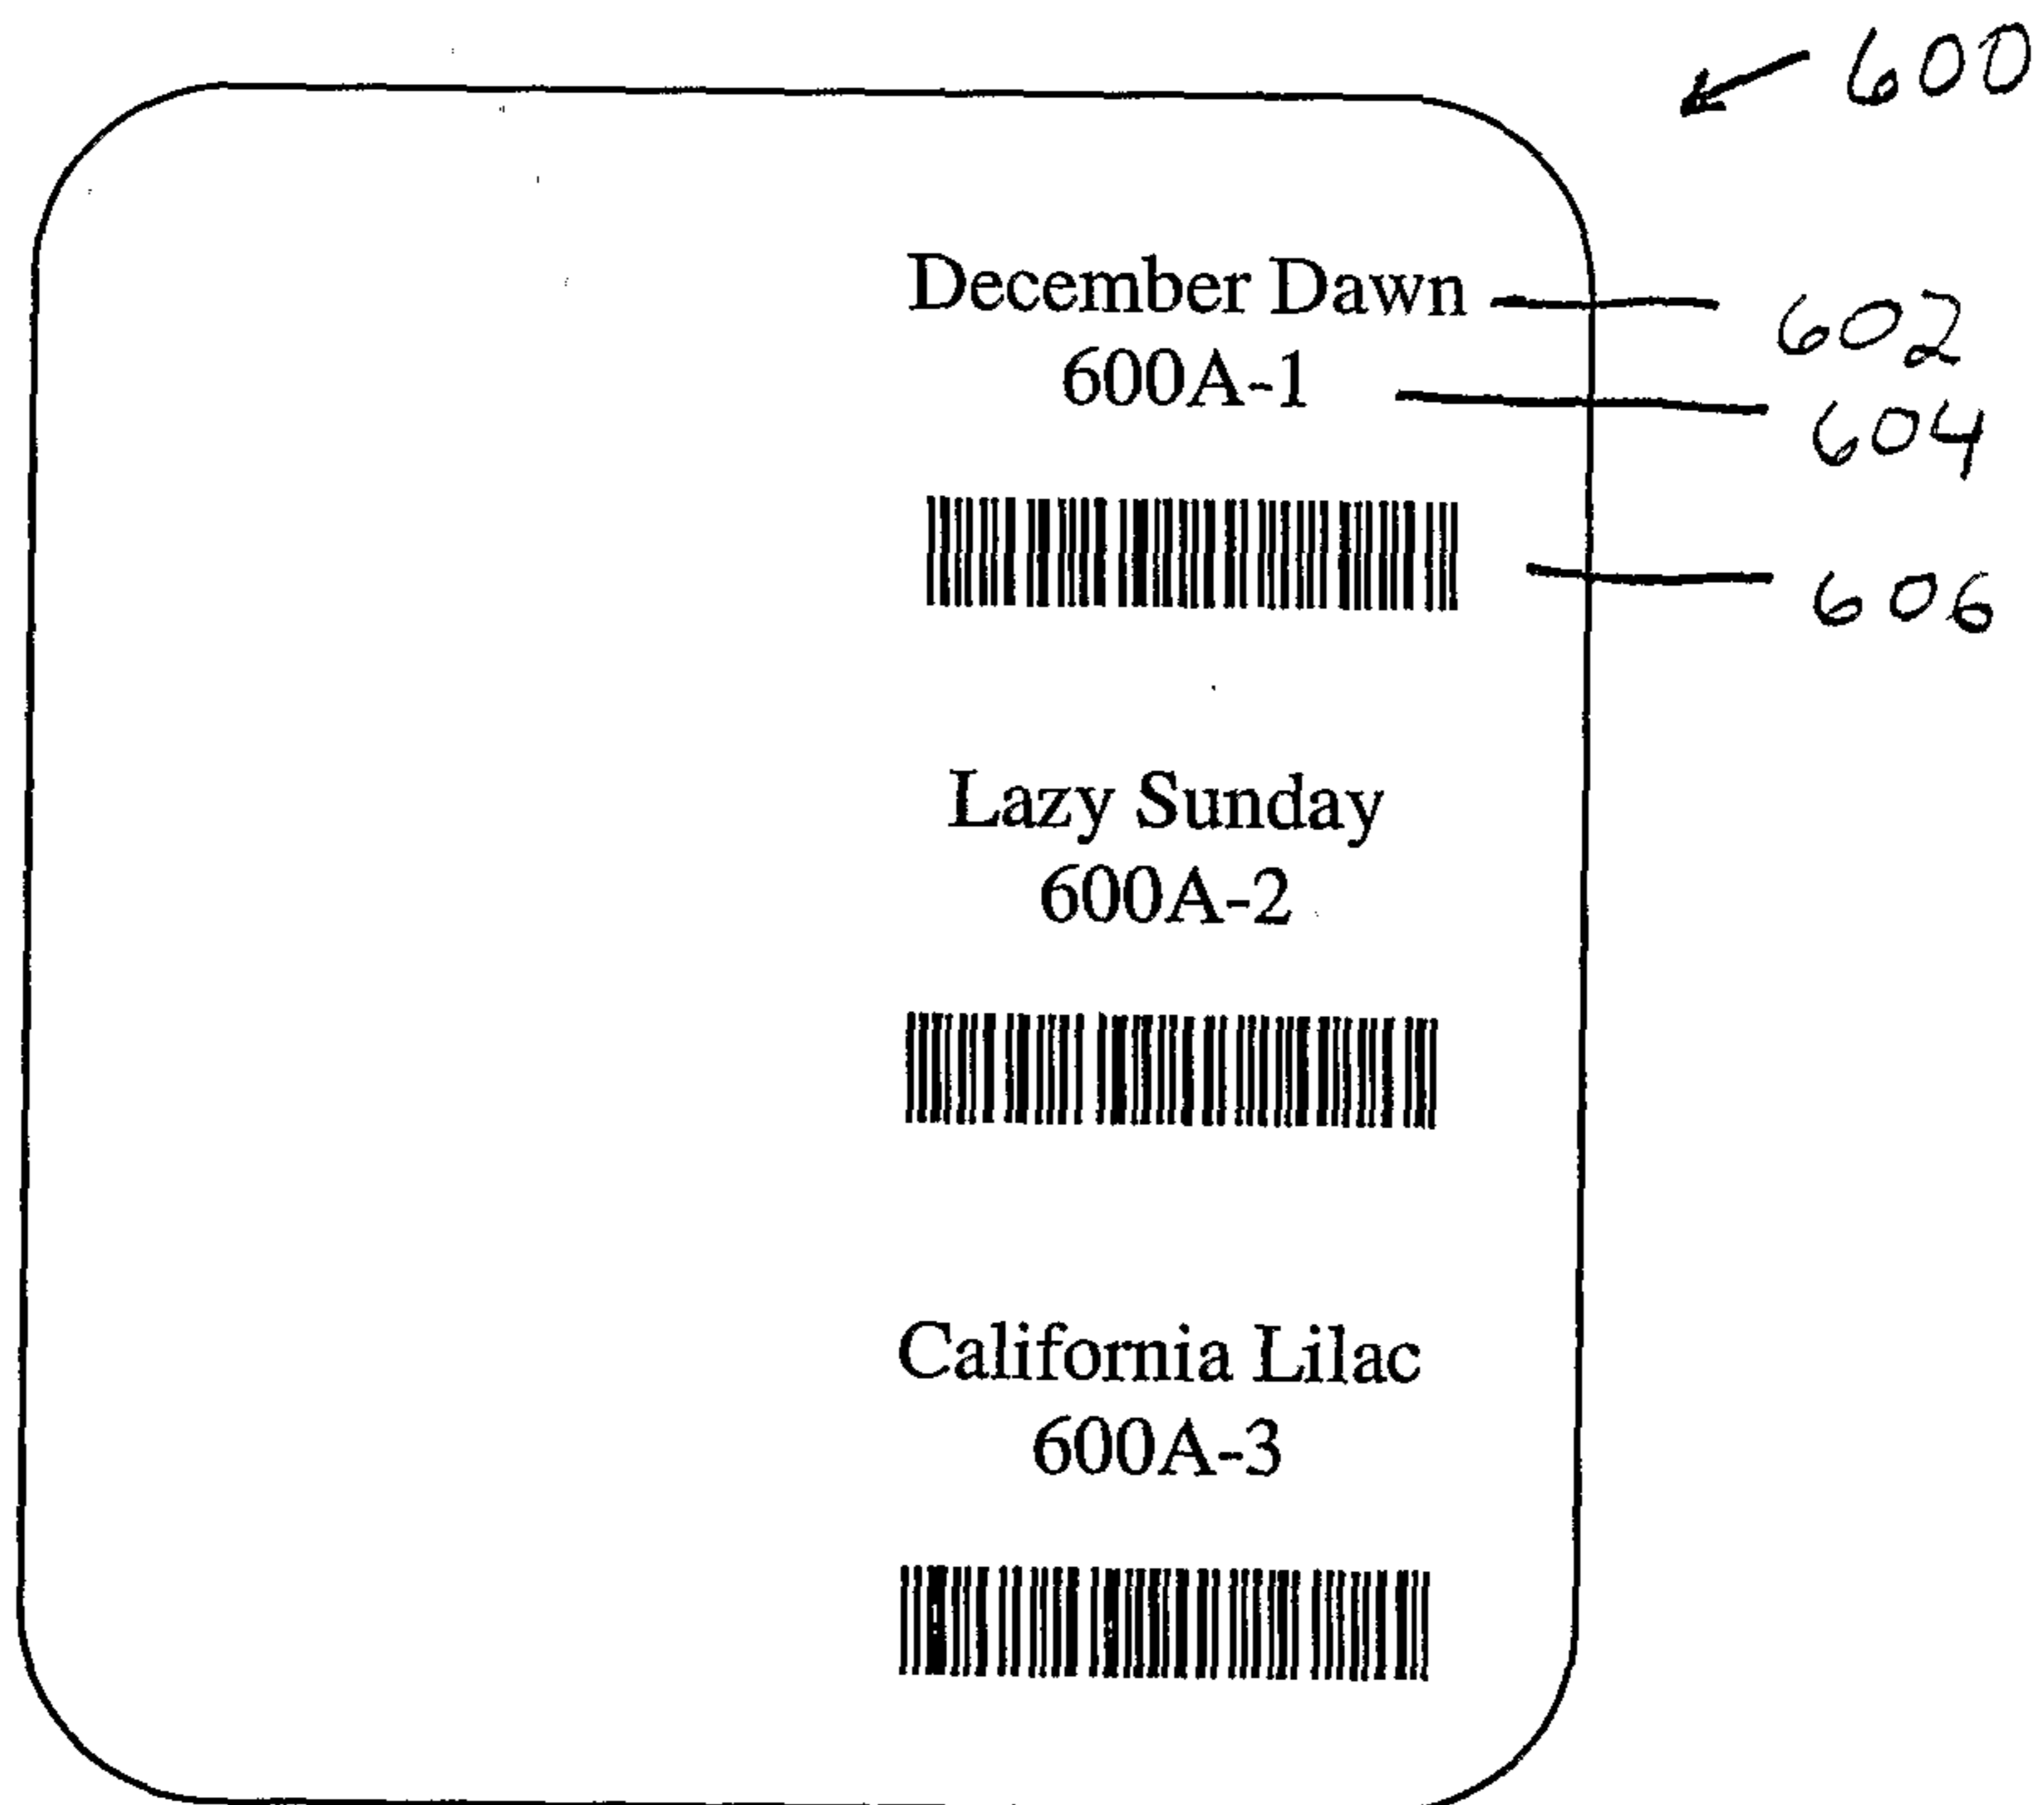 600
December Dawn
602
600A-1
604
606
Lazy Sunday
600A-2
California Lilac
600A-3